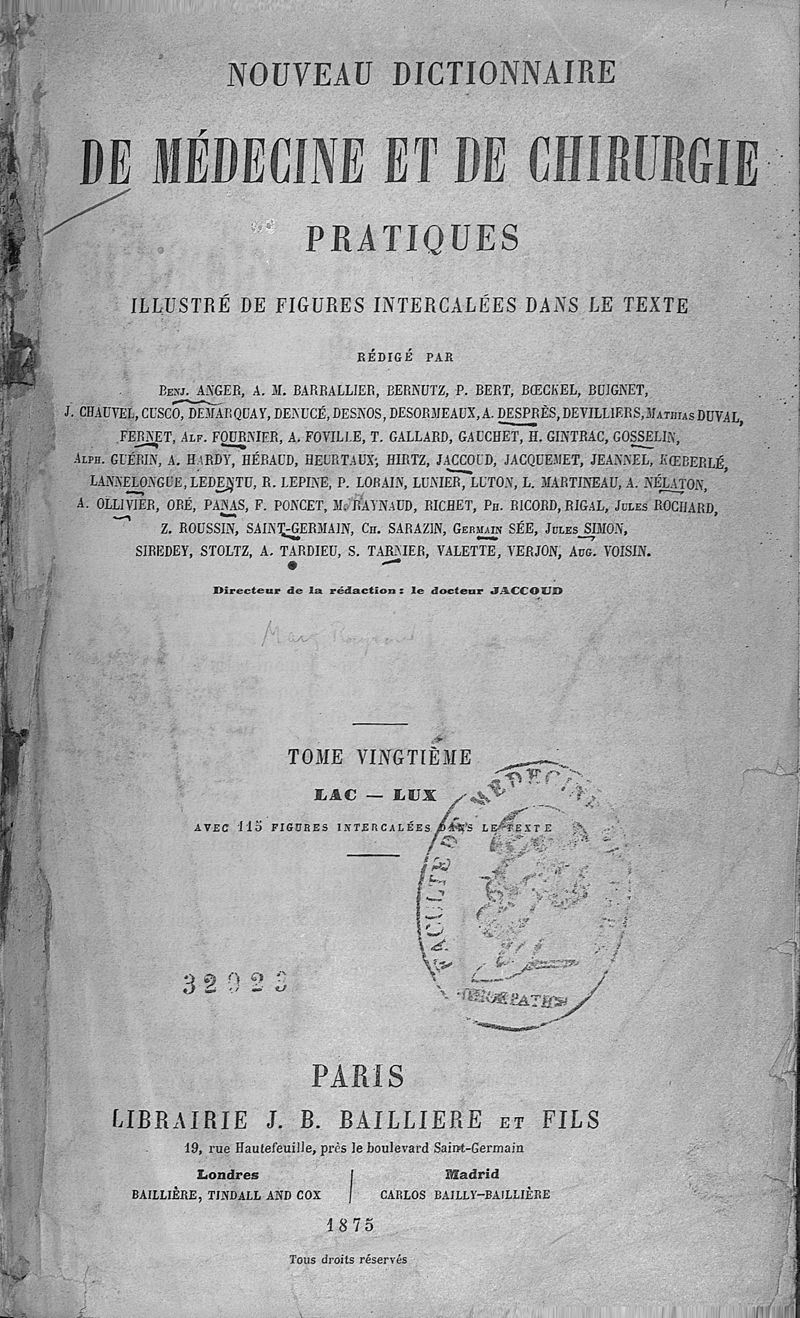 NOUVEAU DICTIONNAIRE
DE MÉDECINE ET DE CHIRURGIE
PRATIQUES
ILLUSTRÉ DE FIGURES INTERCALÉES DANS LE TEXTE
RÉDIGÉ PAR
BENJ. ANGER, A. M. BARRALLIER, BERNUTZ, P. BERT, BŒCKEL, BUIGNET,
J. CHAUVEL, CUSCO, DEMARQUAY, DENUCÉ, DESNOS, DESORMEAUX, A. DESPRÈS, DEVILLIERS, MATHIAS DUVAL,
FERNET, ALF. FOURNIER, A. FOVILLE, T. GALLARD, GAUCHET, H. GINTRAC, GOSSELIN,
ALPH. GUÉRIN, A. HARDY, HÉRAUD, HEURTAUX, HIRTZ, JACCOUD, JACQUEMET, JEANNEL, KŒBERLÉ,
LANNELONGUE, LEDENTU, R. LEPINE, P. LORAIN, LUNIER, LUTON, L. MARTINEAU, A. NÉLATON,
A. OLLIVIER, ORÉ, PANAS, F. PONCET, M. RAYNAUD, RICHET, PH. RICORD, RIGAL, JULES ROCHARD,
Z. ROUSSIN, SAINT-GERMAIN, CH. SARAZIN, GERMAIN SÉE, JULES SIMON,
SIREDEY, STOLTZ, A. TARDIEU, S. TARNIER, VALETTE, VERJON, AUG. VOISIN.
Directeur de la rédaction : le docteur JACCOUD
TOME VINGTIÈME
LAC — LUX
AVEC 115 FIGURES INTERCALÉES DANS LE TEXTE
FACULTÉ DE MÉDECINE
PARIS
LIBRAIRIE J. B. BAILLIERE ET FILS
19, rue Hautefeuille, près le boulevard Saint-Germain
Londres
BAILLIÈRE, TINDALL AND COX
Madrid
CARLOS BAILLY-BAILLIÈRE
1875
Tous droits réservés